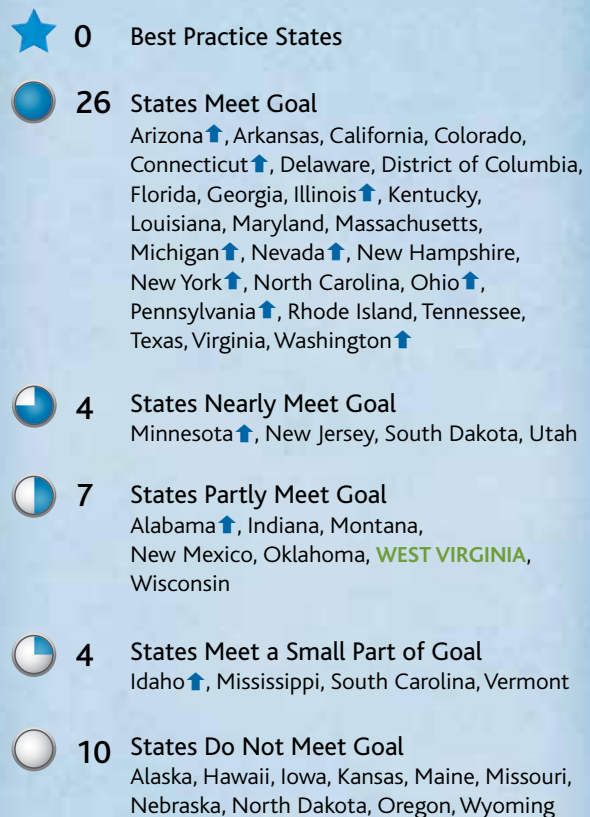 0 Best Practice States
26 States Meet Goal
Arizona⬆, Arkansas, California, Colorado,
Connecticut⬆, Delaware, District of Columbia,
Florida, Georgia, Illinois⬆, Kentucky,
Louisiana, Maryland, Massachusetts,
Michigan⬆, Nevada⬆, New Hampshire,
New York⬆, North Carolina, Ohio⬆,
Pennsylvania⬆, Rhode Island, Tennessee,
Texas, Virginia, Washington⬆
4 States Nearly Meet Goal
Minnesota⬆, New Jersey, South Dakota, Utah
7 States Partly Meet Goal
Alabama⬆, Indiana, Montana,
New Mexico, Oklahoma, WEST VIRGINIA,
Wisconsin
4 States Meet a Small Part of Goal
Idaho⬆, Mississippi, South Carolina, Vermont
10 States Do Not Meet Goal
Alaska, Hawaii, Iowa, Kansas, Maine, Missouri,
Nebraska, North Dakota, Oregon, Wyoming